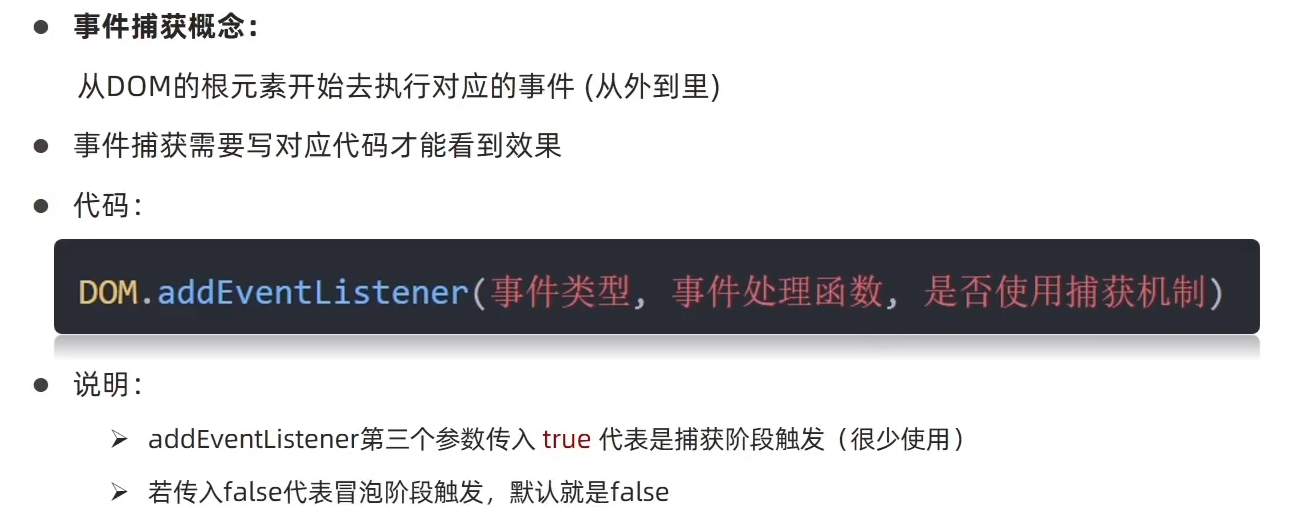 事件捕获概念：
从DOM的根元素开始去执行对应的事件 (从外到里)
事件捕获需要写对应代码才能看到效果
代码：
DOM.addEventListener(事件类型, 事件处理函数, 是否使用捕获机制)
说明：
addEventListener第三个参数传入 true 代表是捕获阶段触发（很少使用）
若传入false代表冒泡阶段触发，默认就是false